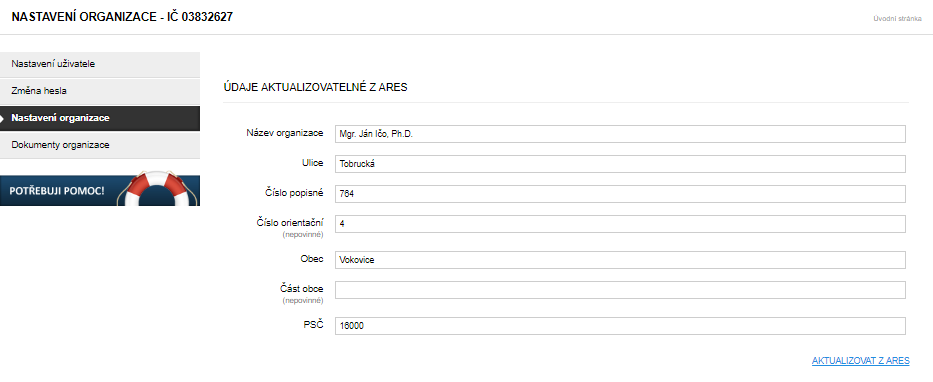 NASTAVENÍ ORGANIZACE - IČ 03832627
Úvodní stránka
Nastavení uživatele
Změna hesla
Nastavení organizace
Dokumenty organizace
POTŘEBUJI POMOC!
ÚDAJE AKTUALIZOVATELNÉ Z ARES
Název organizace Mgr. Ján Ičo, Ph.D.
Ulice Tobrucká
Číslo popisné 764
Číslo orientační 4
(nepovinné)
Obec Vokovice
Část obce
(nepovinné)
PSČ 16000
AKTUALIZOVAT Z ARES